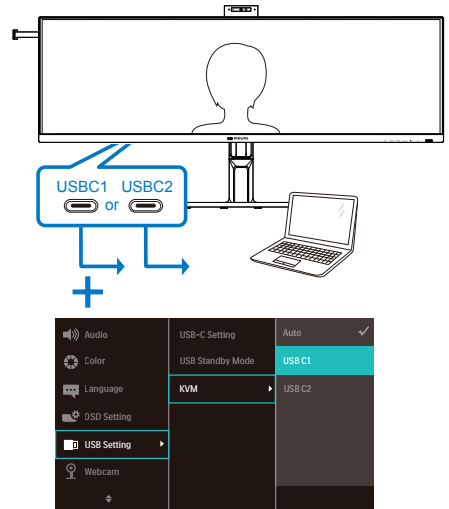 PHILIPS
USBC1 USBC2
or
Audio USB-C Setting Auto
Color USB Standby Mode USB C1
Language KVM USB C2
OSD Setting
USB Setting
Webcam